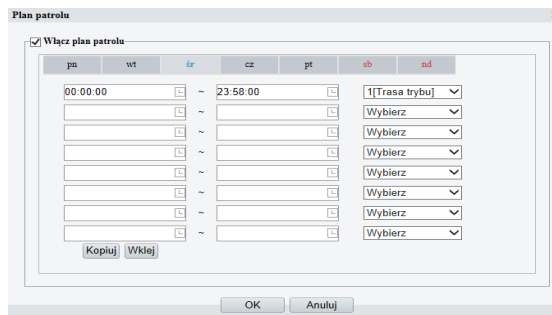 Plan patrolu
Włącz plan patrolu
pn wt śr cz pt sb nd
00:00:00 ~ 23:58:00 1[Trasa trybu]
~ Wybierz
~ Wybierz
~ Wybierz
~ Wybierz
~ Wybierz
~ Wybierz
~ Wybierz
Kopiuj Wklej
OK Anuluj